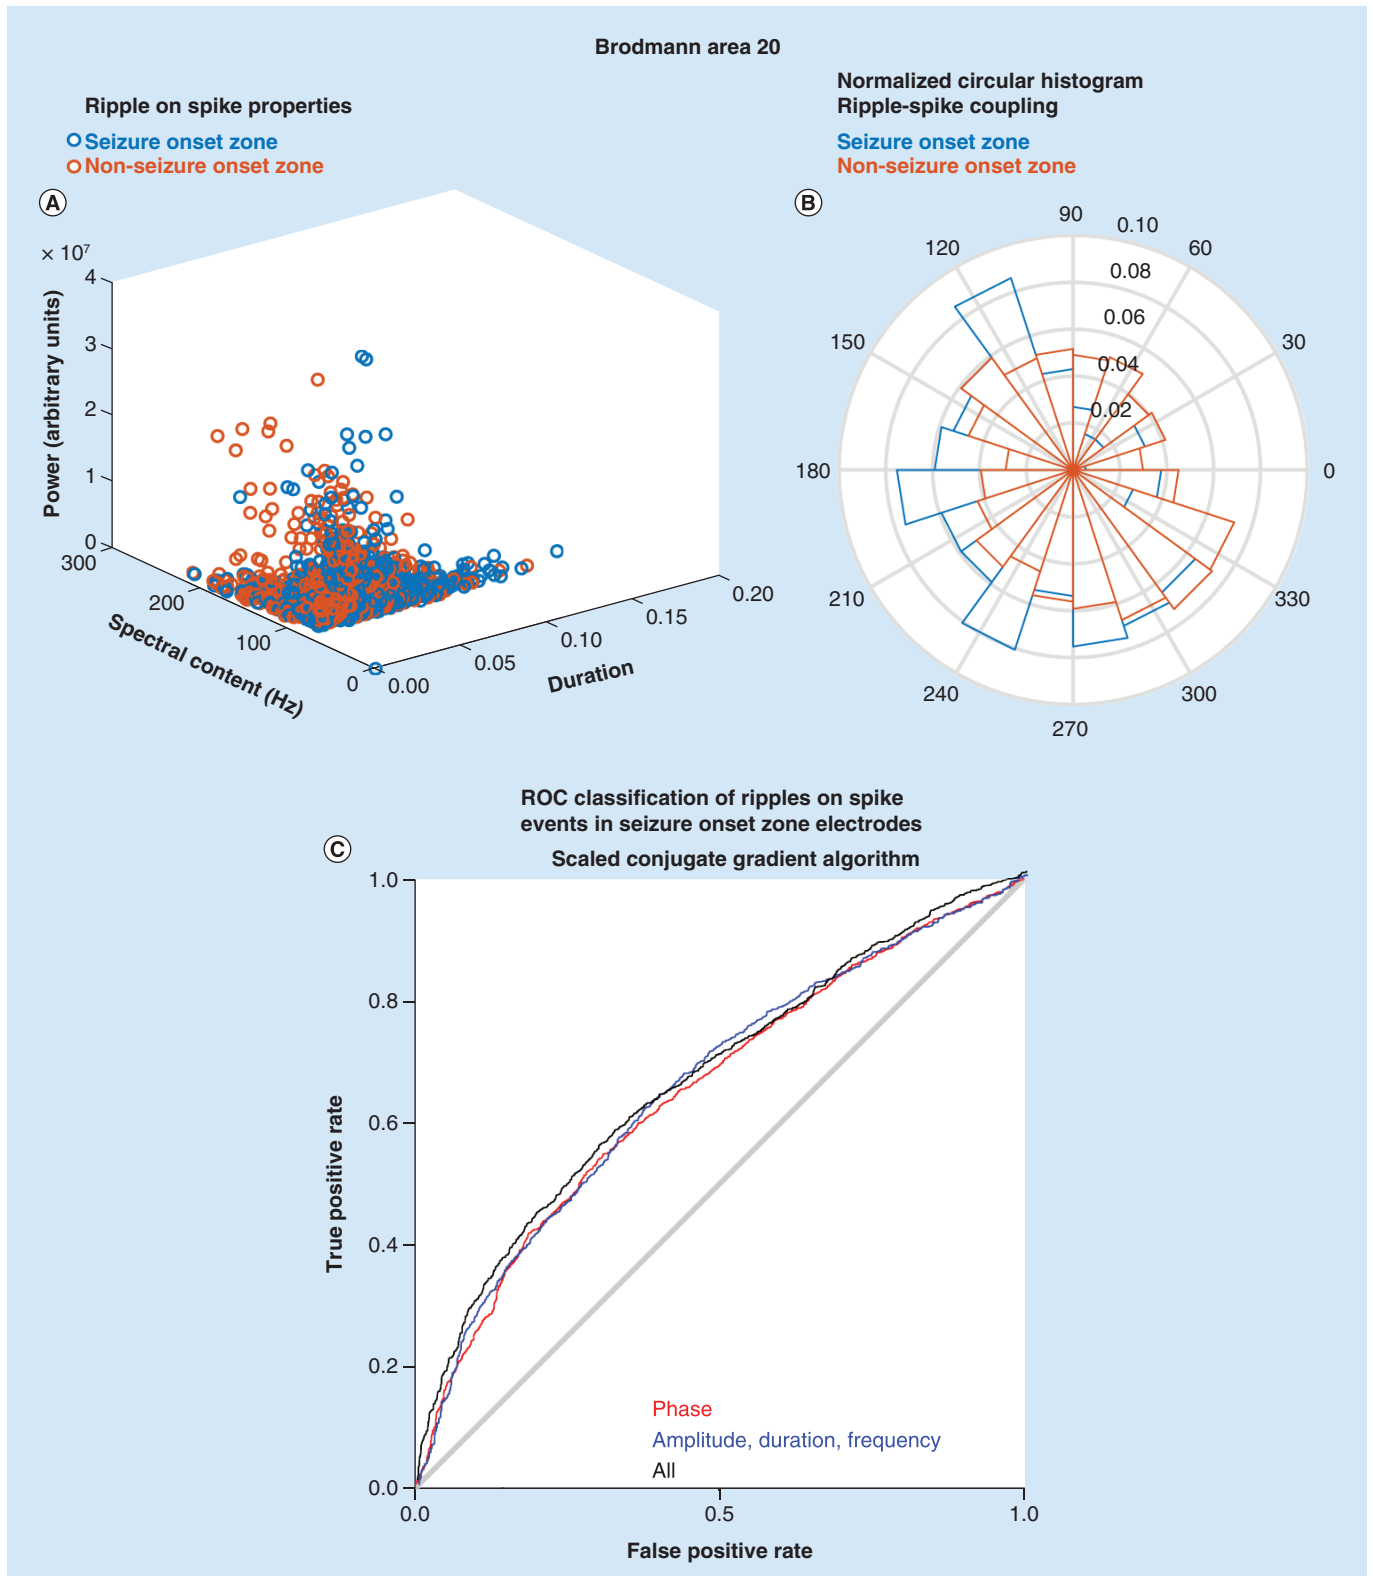 Brodmann area 20
Ripple on spike properties
Seizure onset zone
Non-seizure onset zone
A
× 10⁷
4
3
2
1
0
Power (arbitrary units)
300
200
100
0
Spectral content (Hz)
0.00
0.05
0.10
0.15
0.20
Duration
Normalized circular histogram
Ripple-spike coupling
Seizure onset zone
Non-seizure onset zone
B
90
0.10
120
60
0.08
0.06
150
30
0.04
0.02
180
0
210
330
240
300
270
ROC classification of ripples on spike
events in seizure onset zone electrodes
C
Scaled conjugate gradient algorithm
1.0
0.8
0.6
0.4
0.2
0.0
True positive rate
Phase
Amplitude, duration, frequency
All
0.0
0.5
1.0
False positive rate